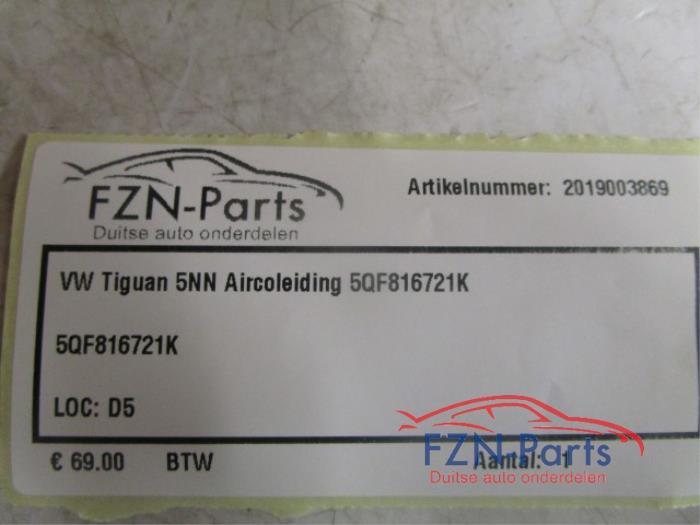 FZN-Parts
Duitse auto onderdelen
Artikelnummer: 2019003869
VW Tiguan 5NN Aircoleiding 5QF816721K
5QF816721K
LOC: D5
€ 69.00 BTW Aantal: 1
FZN-Parts
Duitse auto onderdelen